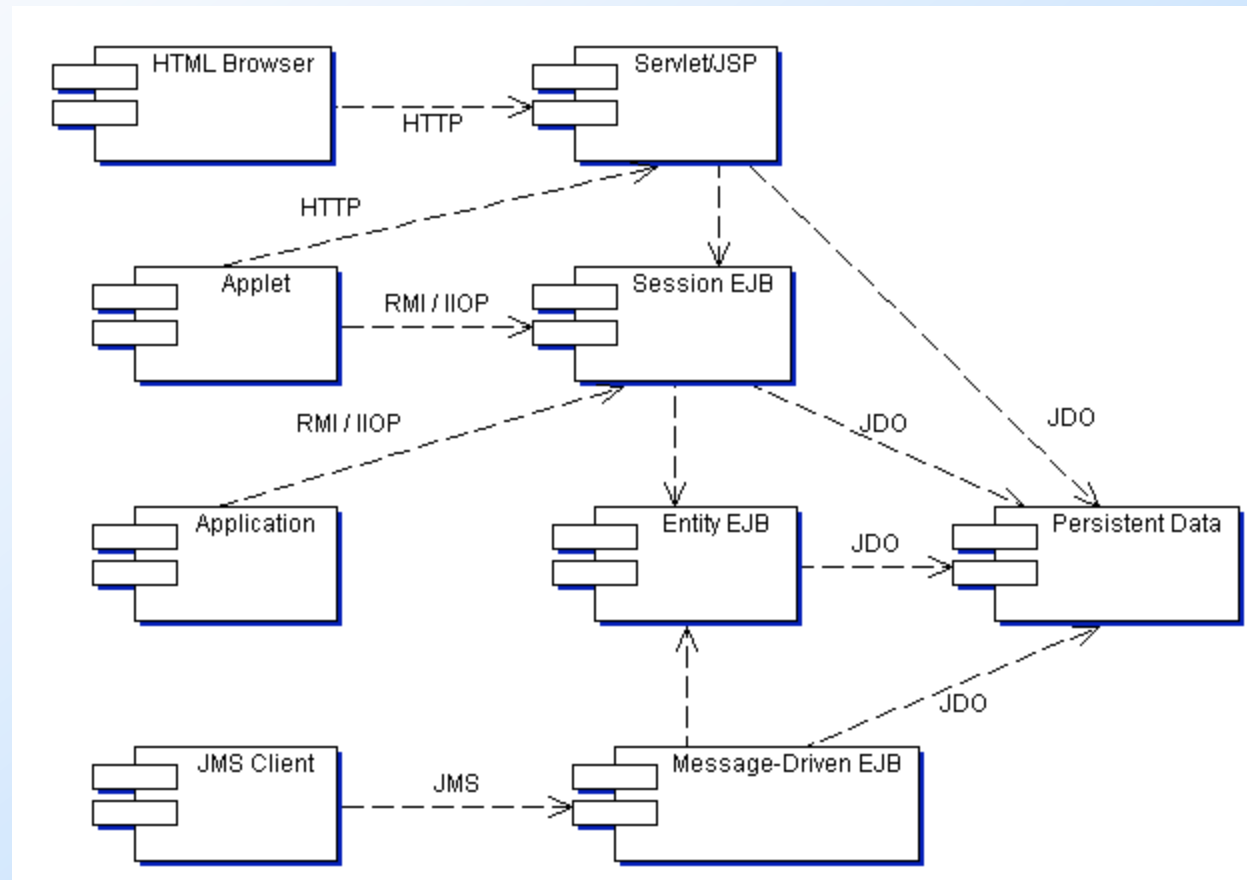 HTML Browser
Servlet/JSP
HTTP
HTTP
Applet
Session EJB
RMI / IIOP
RMI / IIOP
JDO
JDO
Application
Entity EJB
Persistent Data
JDO
JDO
JMS Client
Message-Driven EJB
JMS